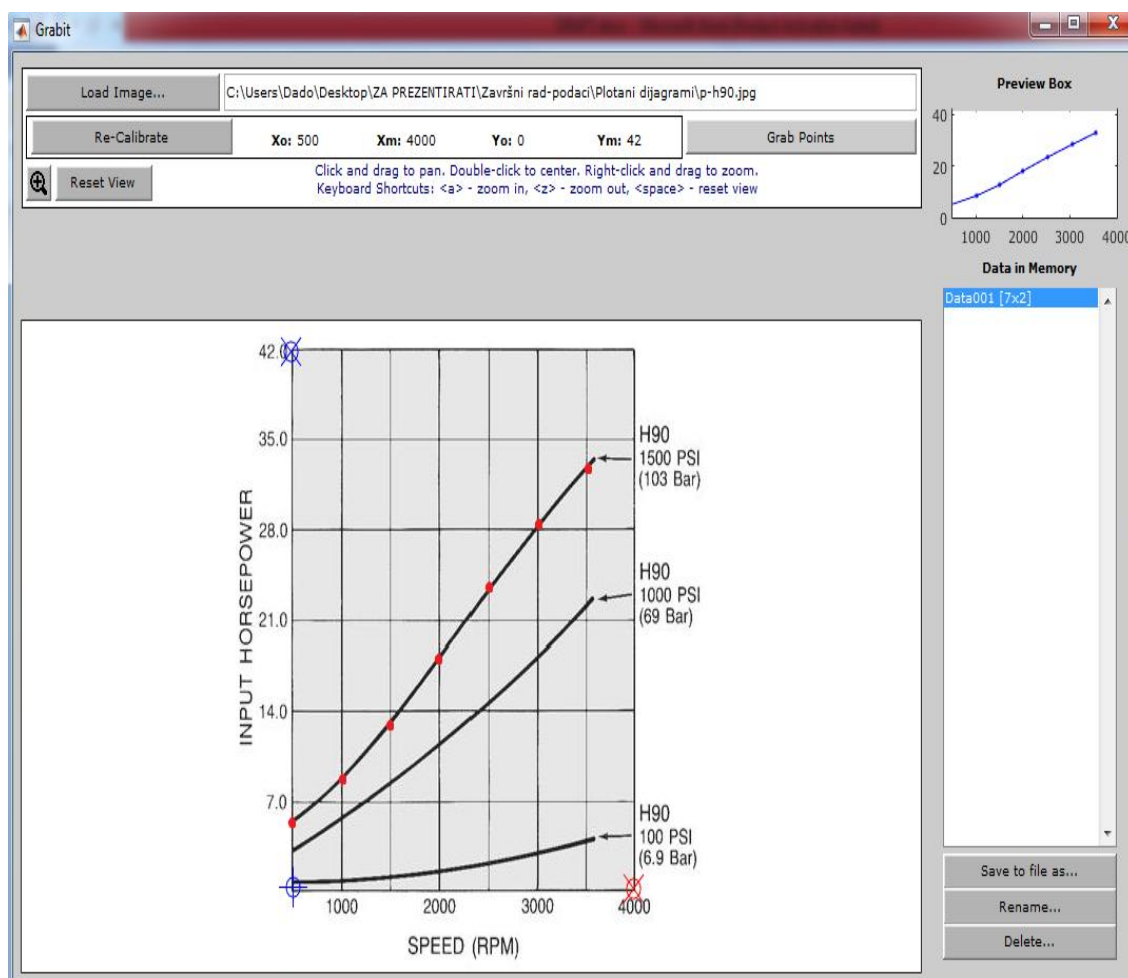 Grabit
Load Image...
C:\Users\Dado\Desktop\ZA PREZENTIRATI\Završni rad-podaci\Plotani dijagrami\p-h90.jpg
Re-Calibrate
Xo: 500
Xm: 4000
Yo: 0
Ym: 42
Grab Points
Reset View
Click and drag to pan. Double-click to center. Right-click and drag to zoom.
Keyboard Shortcuts: <a> - zoom in, <z> - zoom out, <space> - reset view
Preview Box
40
20
0
1000 2000 3000 4000
Data in Memory
Data001 [7x2]
42.0
35.0
28.0
21.0
14.0
7.0
INPUT HORSEPOWER
H90
1500 PSI
(103 Bar)
H90
1000 PSI
(69 Bar)
H90
100 PSI
(6.9 Bar)
1000 2000 3000 4000
SPEED (RPM)
Save to file as...
Rename...
Delete...